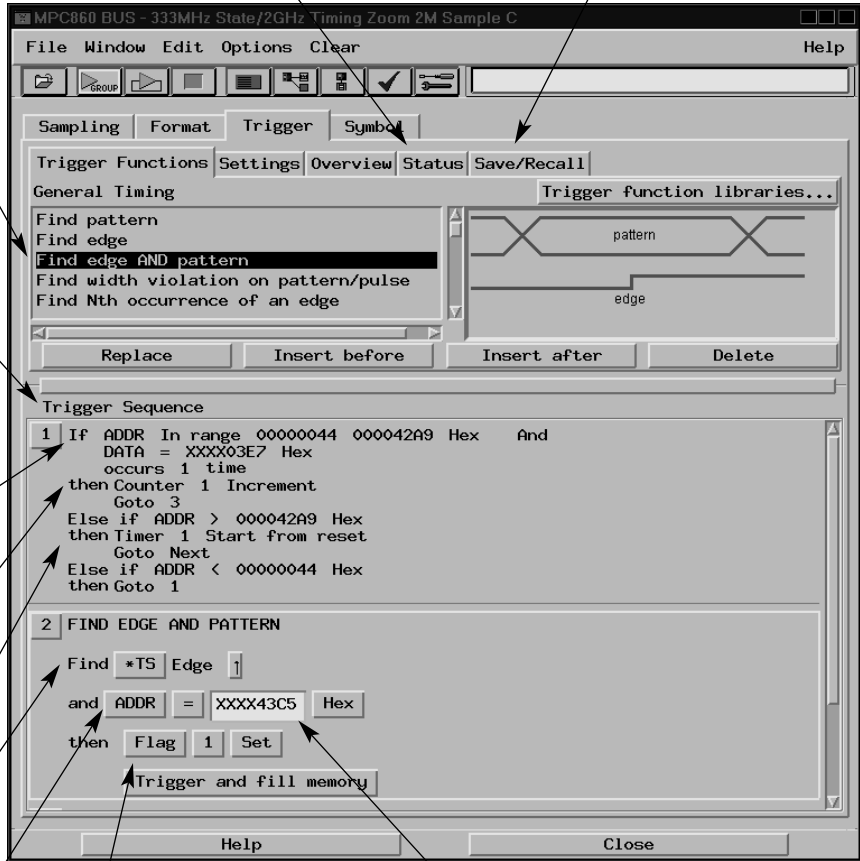 MPC860 BUS - 333MHz State/2GHz Timing Zoom 2M Sample C
File Window Edit Options Clear Help
GROUP
Sampling Format Trigger Symbol
Trigger Functions Settings Overview Status Save/Recall
General Timing Trigger function libraries...
Find pattern
Find edge
Find edge AND pattern
Find width violation on pattern/pulse
Find Nth occurrence of an edge
pattern
edge
Replace Insert before Insert after Delete
Trigger Sequence
1 If ADDR In range 00000044 000042A9 Hex And
DATA = XXXX03E7 Hex
occurs 1 time
then Counter 1 Increment
Goto 3
Else if ADDR > 000042A9 Hex
then Timer 1 Start from reset
Goto Next
Else if ADDR < 00000044 Hex
then Goto 1
2 FIND EDGE AND PATTERN
Find *TS Edge ↑
and ADDR = XXXX43C5 Hex
then Flag 1 Set
Trigger and fill memory
Help Close